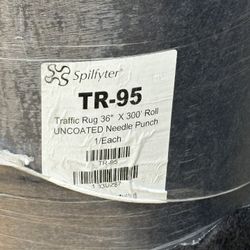 Spilfyter®
TR-95
Traffic Rug 36" X 300' Roll
UNCOATED Needle Punch
1/Each
TR-95